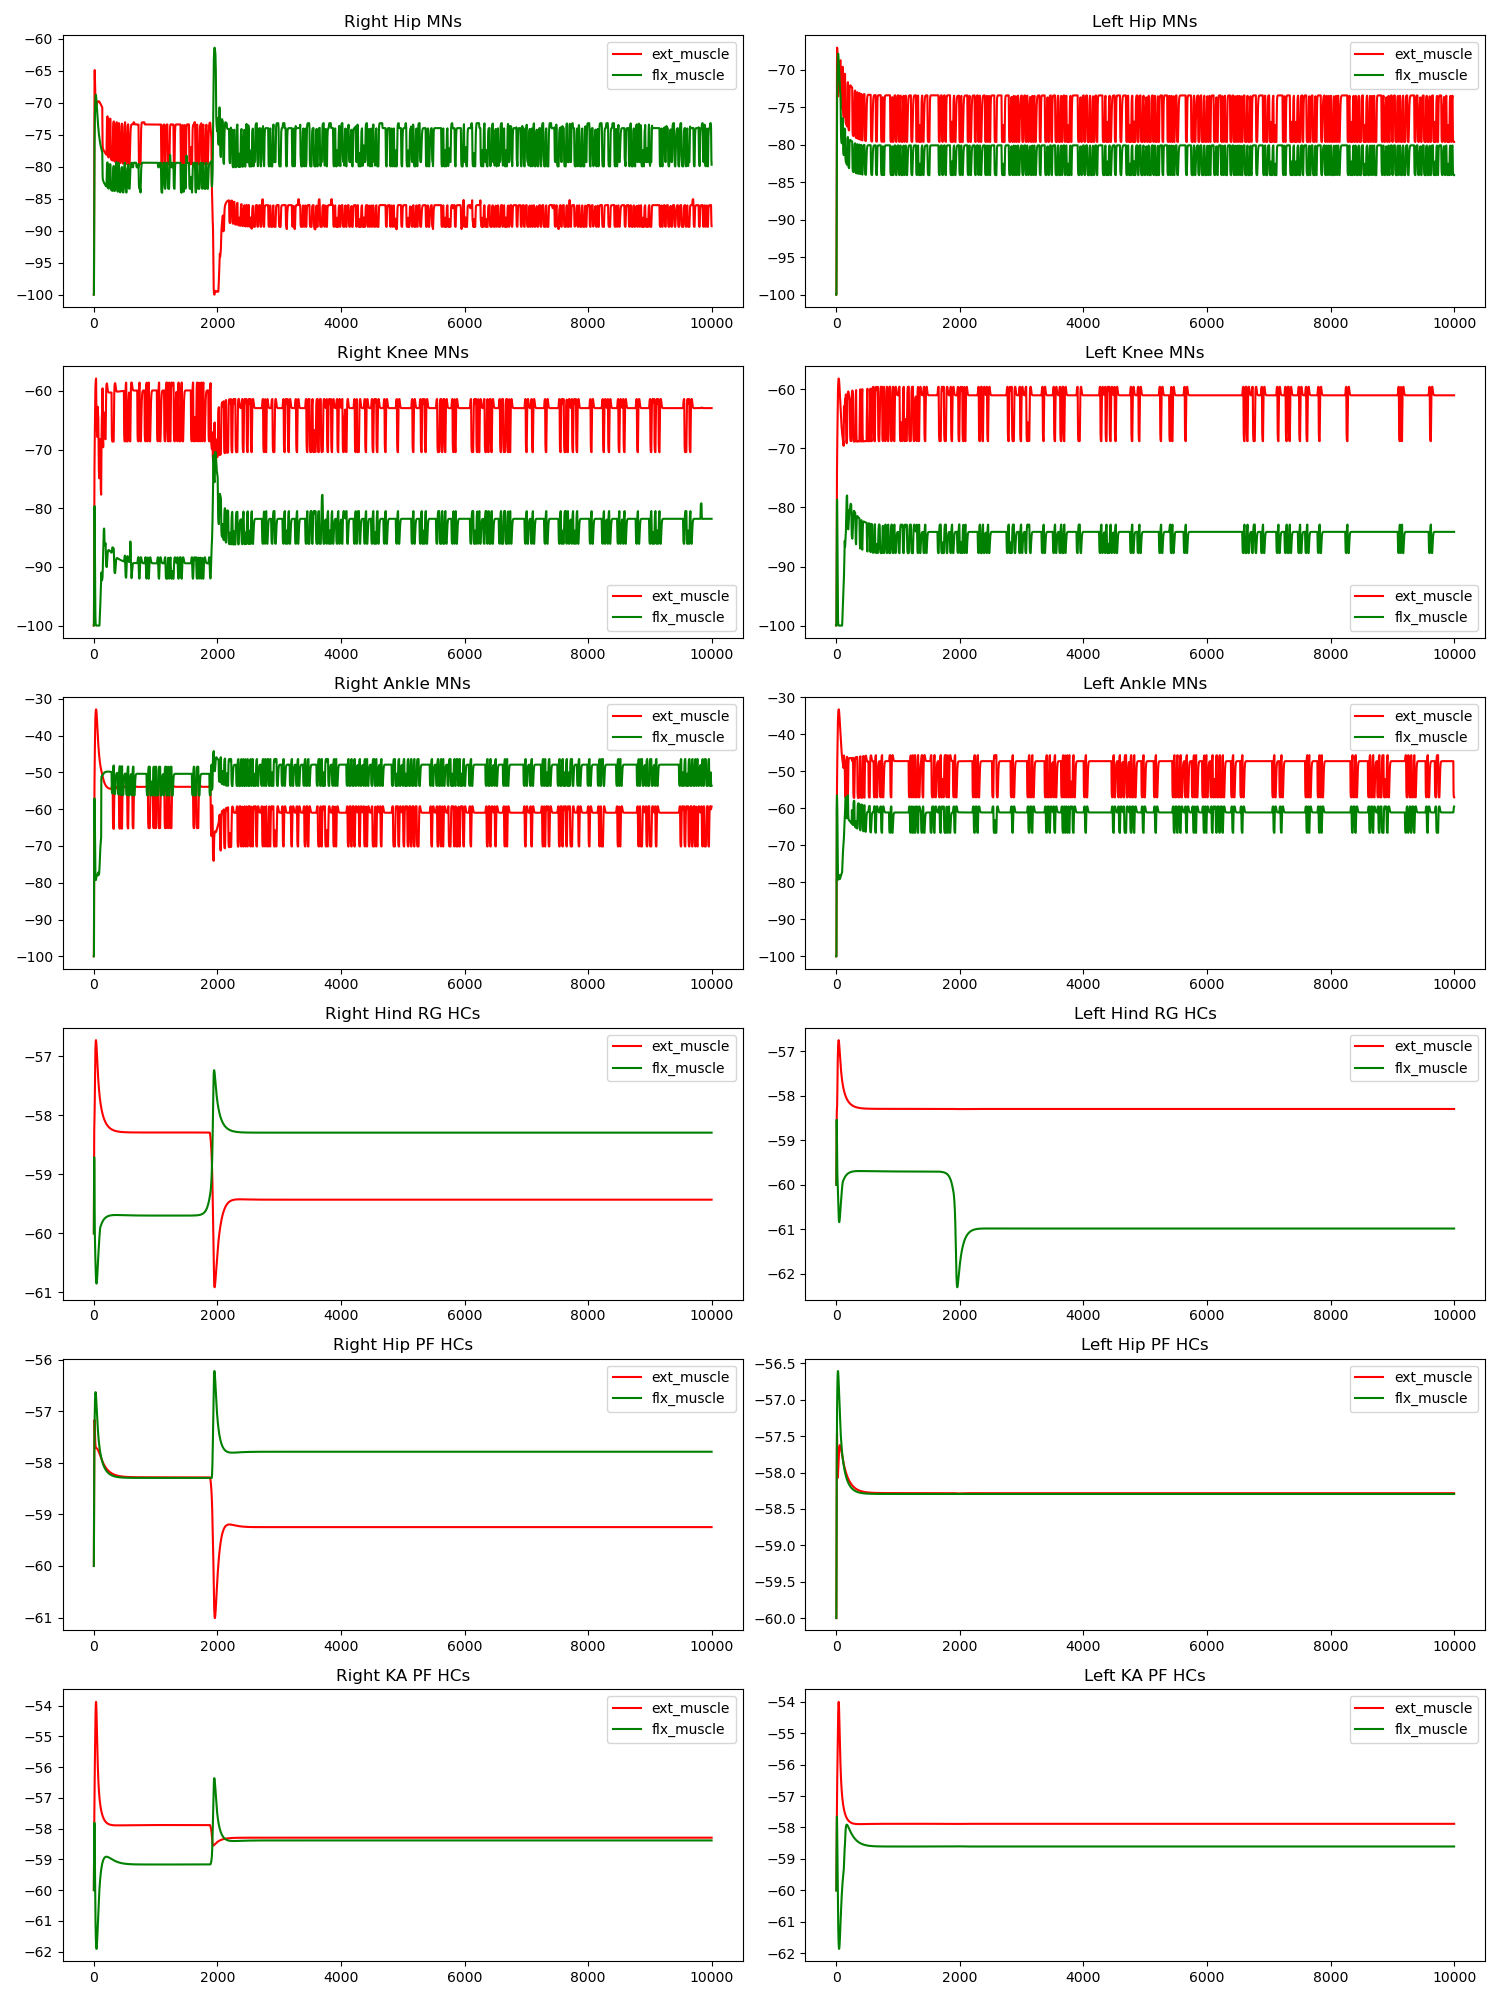 Right Hip MNs
−60
−65
−70
−75
−80
−85
−90
−95
−100
0 2000 4000 6000 8000 10000
ext_muscle
flx_muscle
Left Hip MNs
−70
−75
−80
−85
−90
−95
−100
0 2000 4000 6000 8000 10000
ext_muscle
flx_muscle
Right Knee MNs
−60
−70
−80
−90
−100
0 2000 4000 6000 8000 10000
ext_muscle
flx_muscle
Left Knee MNs
−60
−70
−80
−90
−100
0 2000 4000 6000 8000 10000
ext_muscle
flx_muscle
Right Ankle MNs
−30
−40
−50
−60
−70
−80
−90
−100
0 2000 4000 6000 8000 10000
ext_muscle
flx_muscle
Left Ankle MNs
−30
−40
−50
−60
−70
−80
−90
−100
0 2000 4000 6000 8000 10000
ext_muscle
flx_muscle
Right Hind RG HCs
−57
−58
−59
−60
−61
0 2000 4000 6000 8000 10000
ext_muscle
flx_muscle
Left Hind RG HCs
−57
−58
−59
−60
−61
−62
0 2000 4000 6000 8000 10000
ext_muscle
flx_muscle
Right Hip PF HCs
−56
−57
−58
−59
−60
−61
0 2000 4000 6000 8000 10000
ext_muscle
flx_muscle
Left Hip PF HCs
−56.5
−57.0
−57.5
−58.0
−58.5
−59.0
−59.5
−60.0
0 2000 4000 6000 8000 10000
ext_muscle
flx_muscle
Right KA PF HCs
−54
−55
−56
−57
−58
−59
−60
−61
−62
0 2000 4000 6000 8000 10000
ext_muscle
flx_muscle
Left KA PF HCs
−54
−55
−56
−57
−58
−59
−60
−61
−62
0 2000 4000 6000 8000 10000
ext_muscle
flx_muscle